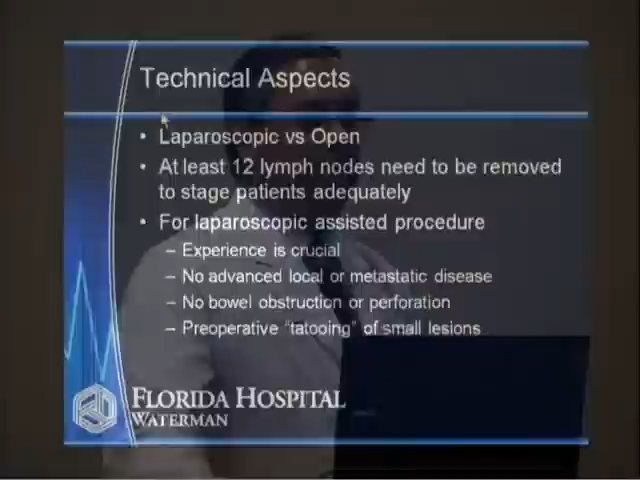 Technical Aspects
• Laparoscopic vs Open
• At least 12 lymph nodes need to be removed
to stage patients adequately
• For laparoscopic assisted procedure
– Experience is crucial
– No advanced local or metastatic disease
– No bowel obstruction or perforation
– Preoperative “tatooing” of small lesions
FLORIDA HOSPITAL
WATERMAN